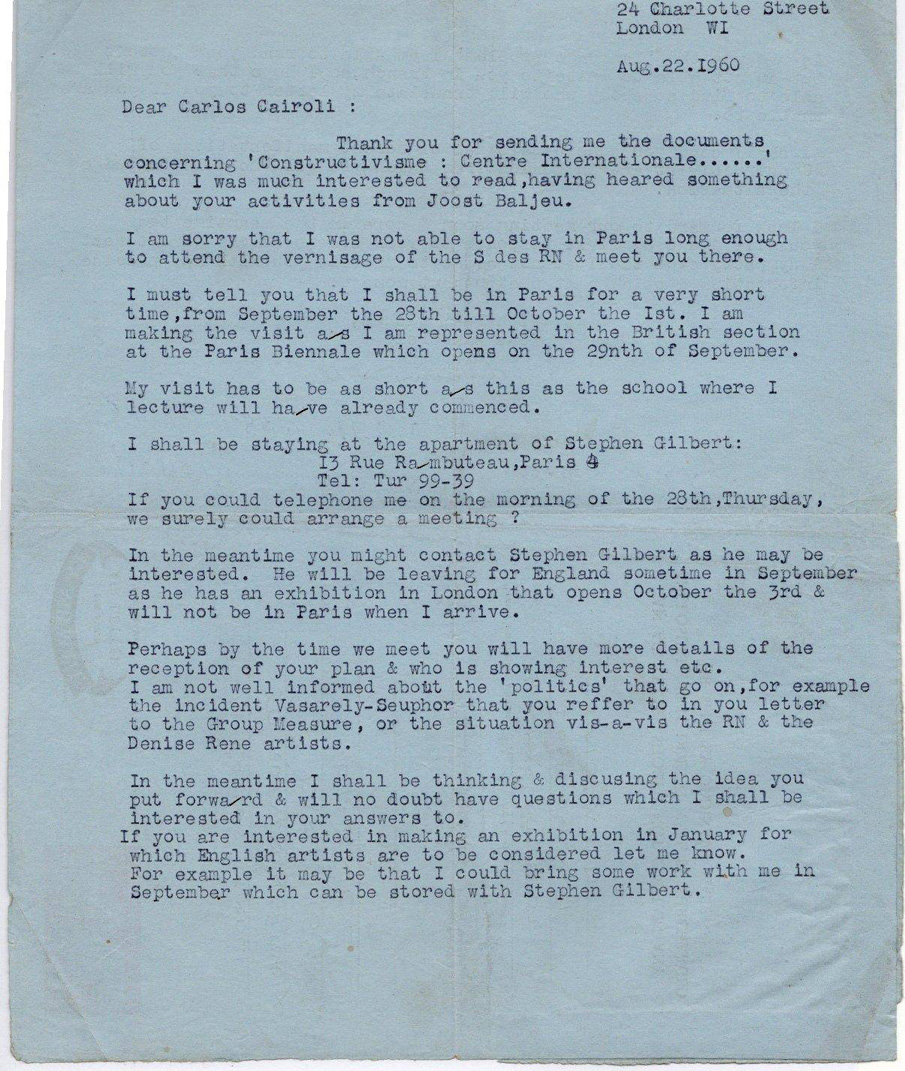 24 Charlotte Street
London WI
Aug.22.I960
Dear Carlos Cairoli :
Thank you for sending me the documents
concerning 'Constructivisme : Centre Internationale......'
which I was much interested to read,having heared something
about your activities from Joost Baljeu.
I am sorry that I was not able to stay in Paris long enough
to attend the vernisage of the S des RN & meet you there.
I must tell you that I shall be in Paris for a very short
time,from September the 28th till October the Ist. I am
making the visit as I am represented in the British section
at the Paris Biennale which opens on the 29nth of September.
My visit has to be as short as this as the school where I
lecture will have already commenced.
I shall be staying at the apartment of Stephen Gilbert:
I3 Rue Rambuteau,Paris 4
Tel: Tur 99-39
If you could telephone me on the morning of the 28th,Thursday,
we surely could arrange a meeting ?
In the meantime you might contact Stephen Gilbert as he may be
interested. He will be leaving for England sometime in September
as he has an exhibition in London that opens October the 3rd &
will not be in Paris when I arrive.
Perhaps by the time we meet you will have more details of the
reception of your plan & who is showing interest etc.
I am not well informed about the 'politics' that go on,for example
the incident Vasarely-Seuphor that you reffer to in you letter
to the Group Measure, or the situation vis-a-vis the RN & the
Denise Rene artists.
In the meantime I shall be thinking & discusing the idea you
put forward & will no doubt have questions which I shall be
interested in your answers to.
If you are interested in making an exhibition in January for
which English artists are to be considered let me know.
For example it may be that I could bring some work with me in
September which can be stored with Stephen Gilbert.